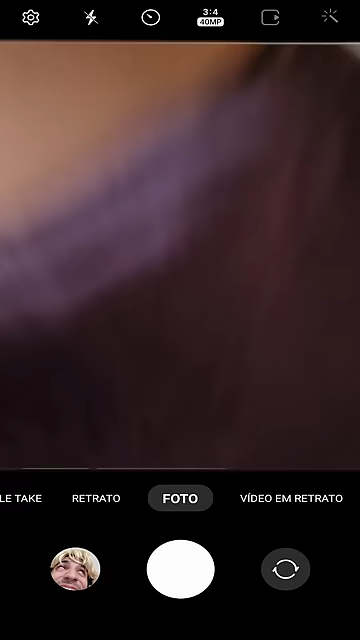 3:4
40MP
LE TAKE
RETRATO
FOTO
VÍDEO EM RETRATO